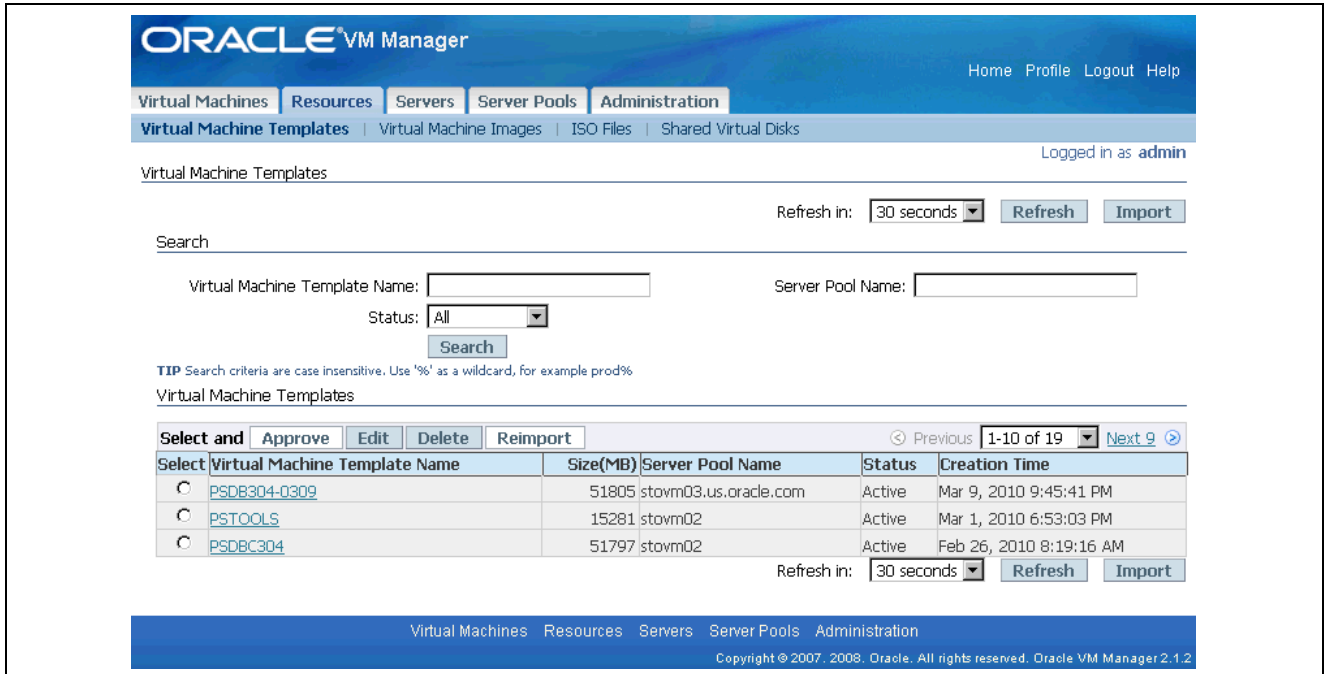 ORACLE VM Manager
Home Profile Logout Help
Virtual Machines Resources Servers Server Pools Administration
Virtual Machine Templates | Virtual Machine Images | ISO Files | Shared Virtual Disks
Logged in as admin
Virtual Machine Templates
Refresh in: 30 seconds Refresh Import
Search
Virtual Machine Template Name: Server Pool Name:
Status: All
Search
TIP Search criteria are case insensitive. Use '%' as a wildcard, for example prod%
Virtual Machine Templates
Select and Approve Edit Delete Reimport Previous 1-10 of 19 Next 9
Select Virtual Machine Template Name Size(MB) Server Pool Name Status Creation Time
PSDB304-0309 51805 stovm03.us.oracle.com Active Mar 9, 2010 9:45:41 PM
PSTOOLS 15281 stovm02 Active Mar 1, 2010 6:53:03 PM
PSDBC304 51797 stovm02 Active Feb 26, 2010 8:19:16 AM
Refresh in: 30 seconds Refresh Import
Virtual Machines Resources Servers Server Pools Administration
Copyright © 2007, 2008. Oracle. All rights reserved. Oracle VM Manager 2.1.2